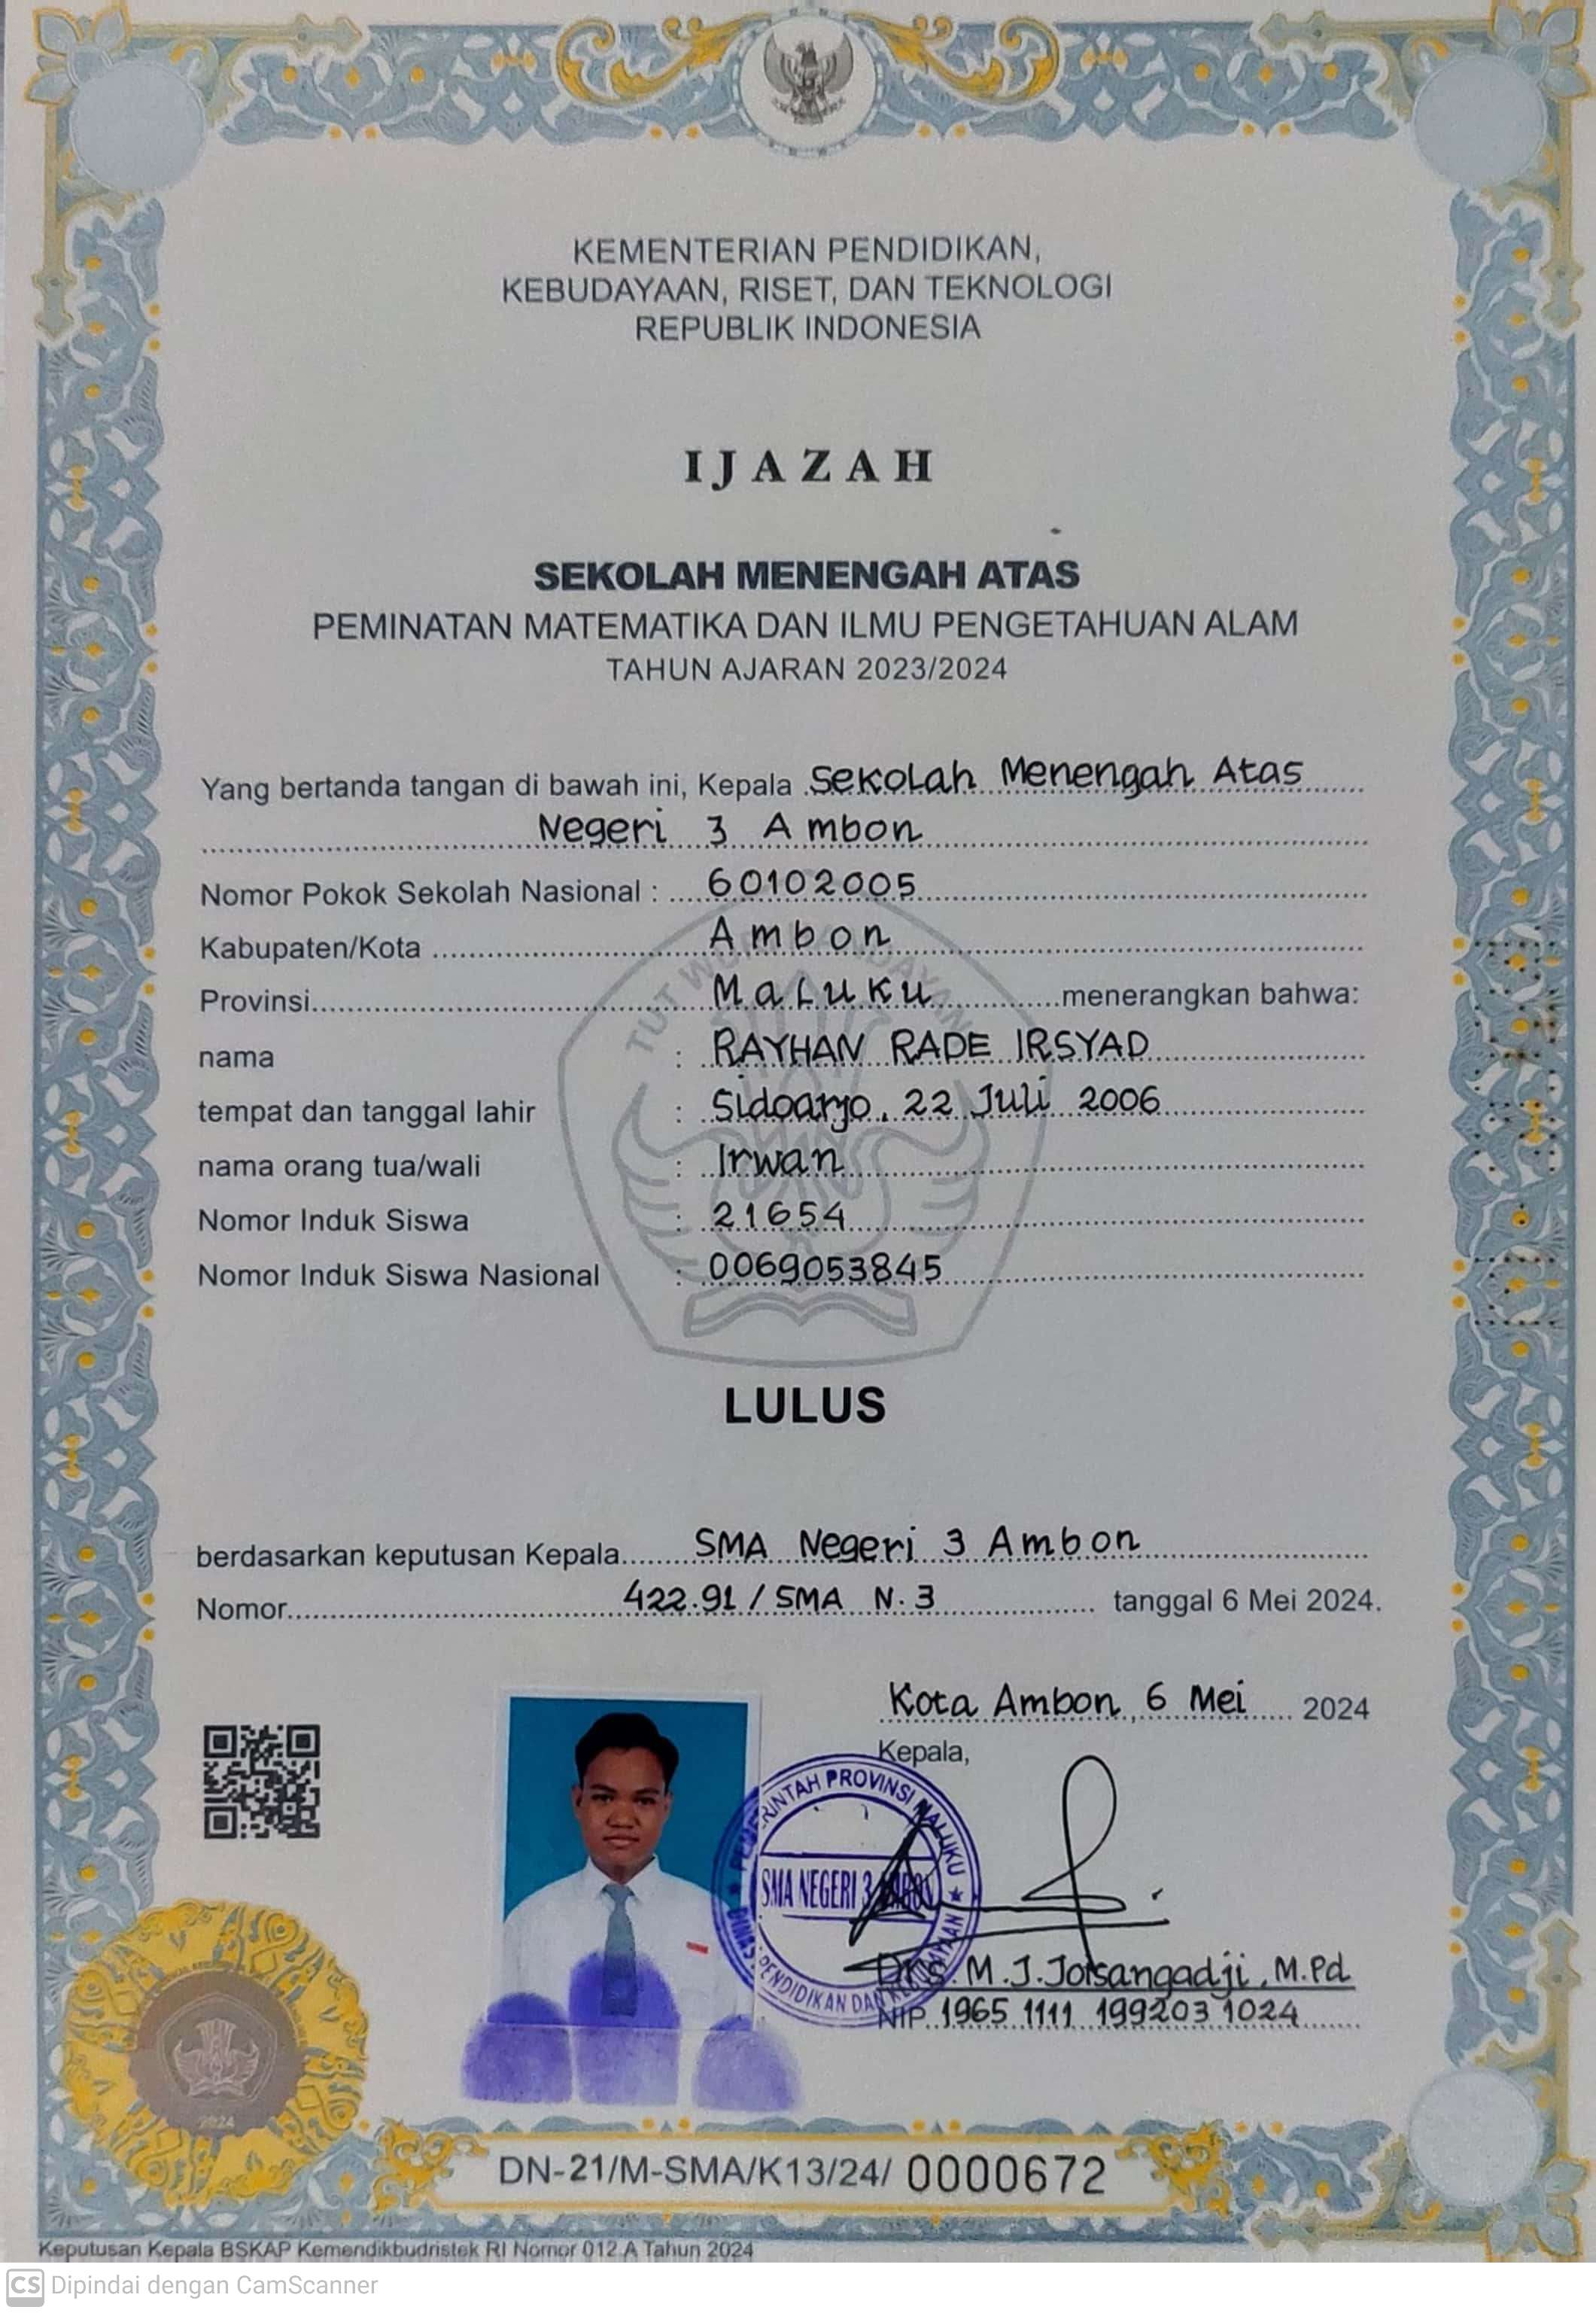 KEMENTERIAN PENDIDIKAN,
KEBUDAYAAN, RISET, DAN TEKNOLOGI
REPUBLIK INDONESIA
IJAZAH
SEKOLAH MENENGAH ATAS
PEMINATAN MATEMATIKA DAN ILMU PENGETAHUAN ALAM
TAHUN AJARAN 2023/2024
Yang bertanda tangan di bawah ini, Kepala Sekolah Menengah Atas
Negeri 3 Ambon
Nomor Pokok Sekolah Nasional : 60102005
Kabupaten/Kota Ambon
Provinsi Maluku menerangkan bahwa:
nama : RAYHAN RADE IRSYAD
tempat dan tanggal lahir : Sidoarjo, 22 Juli 2006
nama orang tua/wali : Irwan
Nomor Induk Siswa : 21654
Nomor Induk Siswa Nasional : 0069053845
LULUS
berdasarkan keputusan Kepala SMA Negeri 3 Ambon
Nomor 422.91 / SMA N. 3 tanggal 6 Mei 2024.
Kota Ambon, 6 Mei 2024
Kepala,
PEMERINTAH PROVINSI MALUKU
SMA NEGERI 3 AMBON
DINAS PENDIDIKAN DAN KEBUDAYAAN
Drs. M. J. Jotsangadji, M.Pd
NIP. 1965 1111 199203 1024
2024
DN-21/M-SMA/K13/24/ 0000672
Keputusan Kepala BSKAP Kemendikbudristek RI Nomor 012.A Tahun 2024
CS Dipindai dengan CamScanner